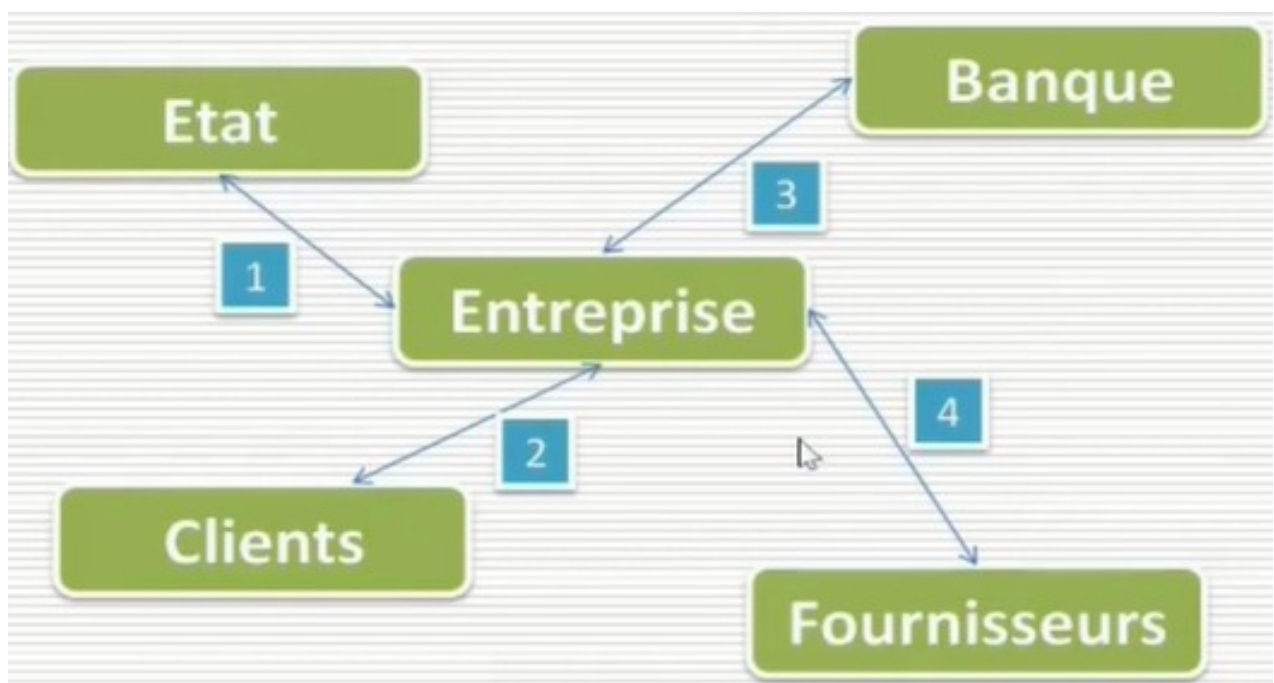 Etat
Banque
3
1
Entreprise
4
2
Clients
Fournisseurs